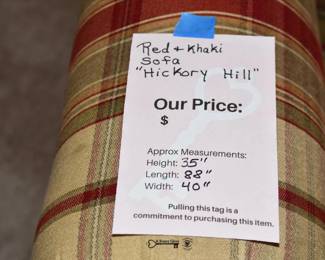 Red & Khaki
Sofa
"Hickory Hill"
Our Price:
$
Approx Measurements:
Height: 35"
Length: 88"
Width: 40"
Pulling this tag is a
commitment to purchasing this item.